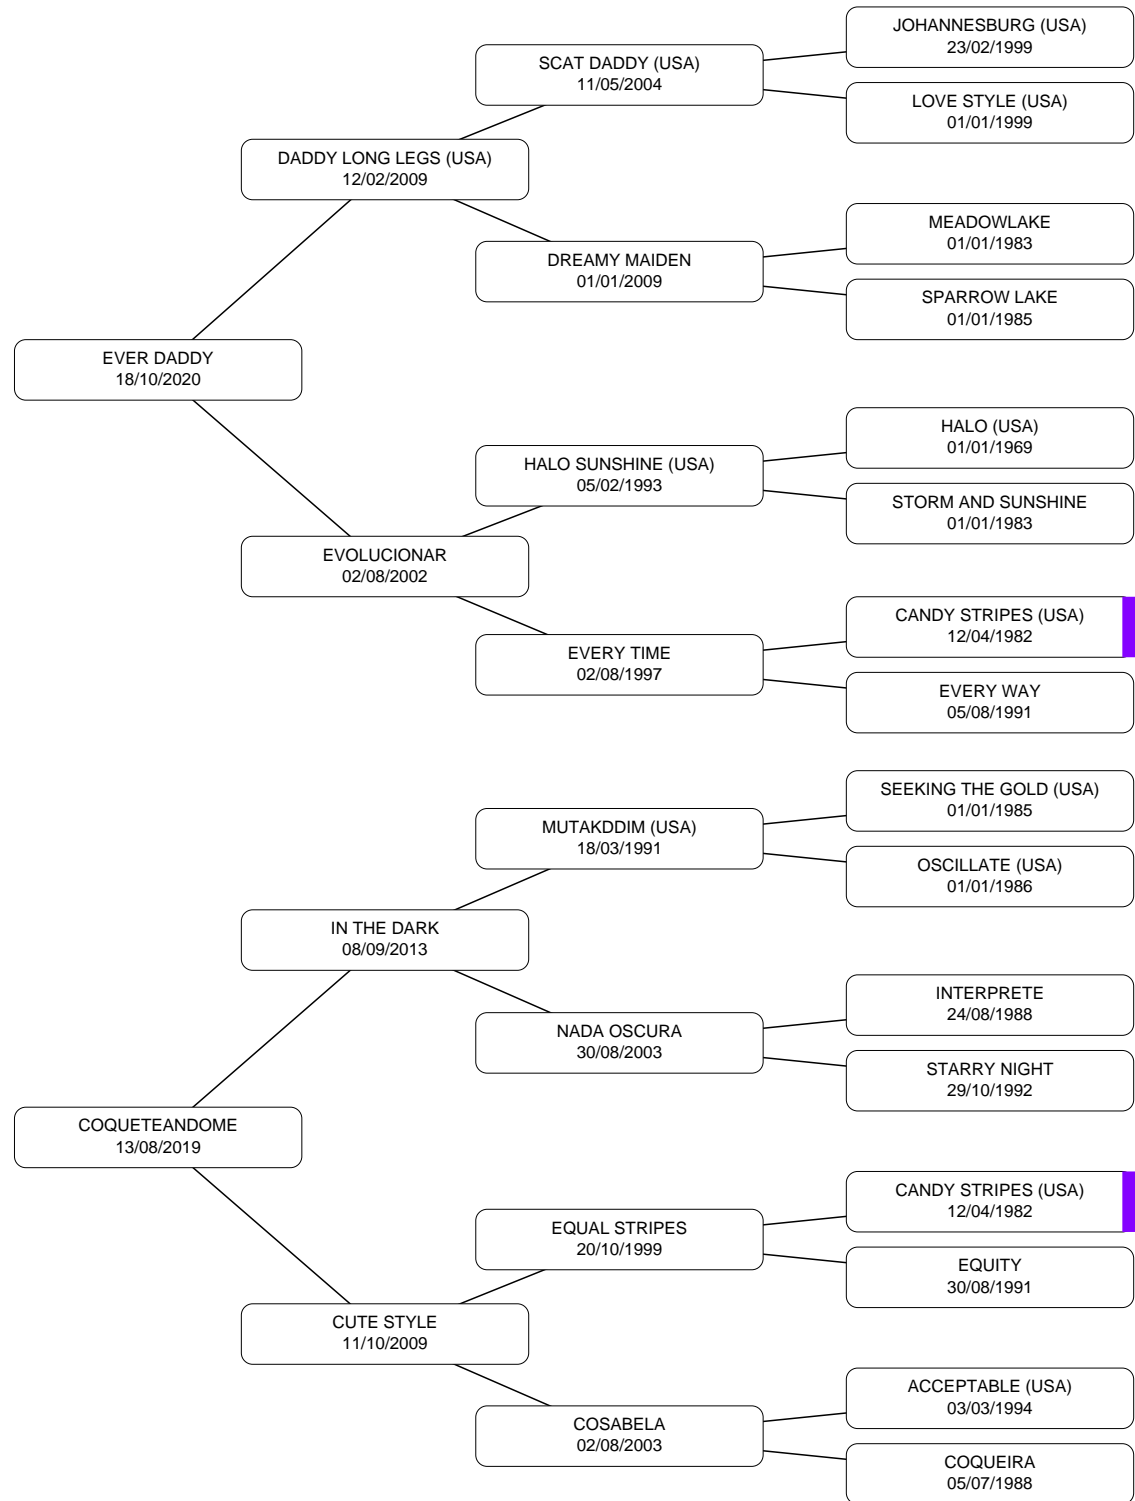 JOHANNESBURG (USA)
23/02/1999
SCAT DADDY (USA)
11/05/2004
LOVE STYLE (USA)
01/01/1999
DADDY LONG LEGS (USA)
12/02/2009
MEADOWLAKE
01/01/1983
DREAMY MAIDEN
01/01/2009
SPARROW LAKE
01/01/1985
EVER DADDY
18/10/2020
HALO (USA)
01/01/1969
HALO SUNSHINE (USA)
05/02/1993
STORM AND SUNSHINE
01/01/1983
EVOLUCIONAR
02/08/2002
CANDY STRIPES (USA)
12/04/1982
EVERY TIME
02/08/1997
EVERY WAY
05/08/1991
SEEKING THE GOLD (USA)
01/01/1985
MUTAKDDIM (USA)
18/03/1991
OSCILLATE (USA)
01/01/1986
IN THE DARK
08/09/2013
INTERPRETE
24/08/1988
NADA OSCURA
30/08/2003
STARRY NIGHT
29/10/1992
COQUETEANDOME
13/08/2019
CANDY STRIPES (USA)
12/04/1982
EQUAL STRIPES
20/10/1999
EQUITY
30/08/1991
CUTE STYLE
11/10/2009
ACCEPTABLE (USA)
03/03/1994
COSABELA
02/08/2003
COQUEIRA
05/07/1988